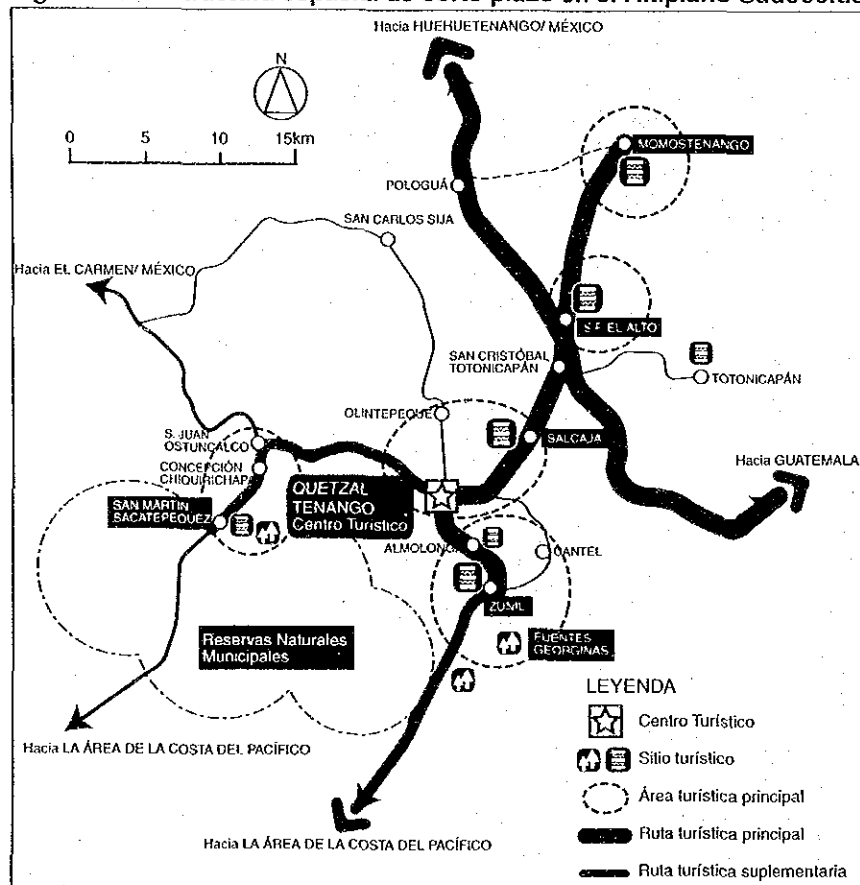 Hacia HUEHUETENANGO/ MÉXICO
0 5 10 15km
MOMOSTENANGO
POLOGUÁ
SAN CARLOS SIJA
Hacia EL CARMEN/ MÉXICO
S.F. EL ALTO
SAN CRISTÓBAL
TOTONICAPÁN
TOTONICAPÁN
OLINTEPEQUE
SALCAJA
S. JUAN
OSTUNCALCO
CONCEPCIÓN
CHIQUIRICHAPA
Hacia GUATEMALA
QUETZAL
TENANGO
Centro Turístico
SAN MARTIN
SACATEPEQUEZ
ALMOLONGA
CANTEL
ZUNIL
Reservas Naturales
Municipales
FUENTES
GEORGINAS
LEYENDA
Centro Turístico
Hacia LA ÁREA DE LA COSTA DEL PACÍFICO
Sitio turístico
Área turística principal
Hacia LA ÁREA DE LA COSTA DEL PACÍFICO
Ruta turística principal
Ruta turística suplementaria